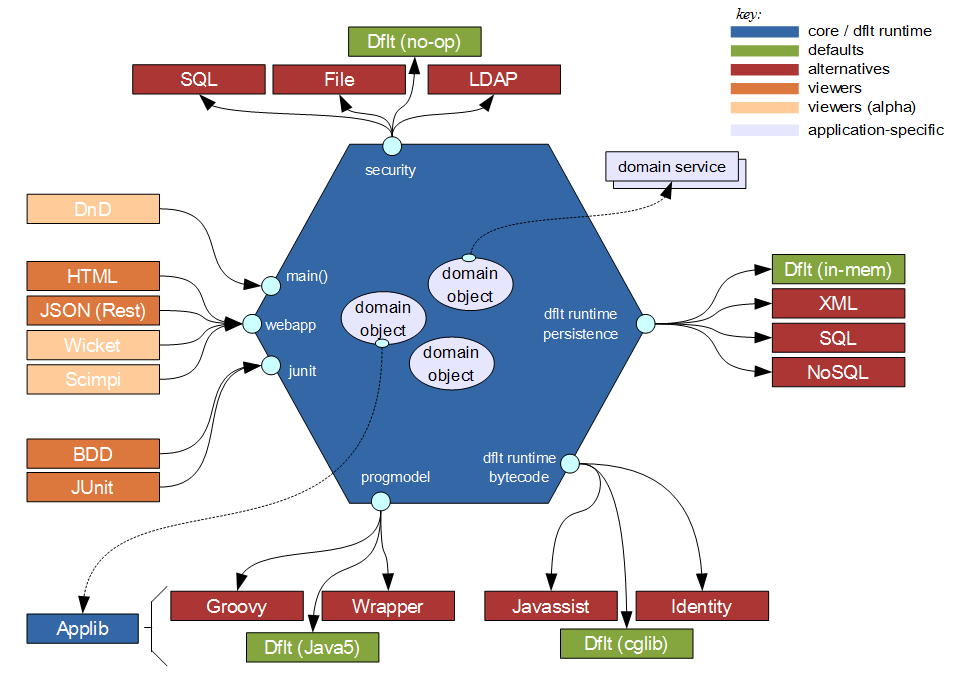 key:
core / dflt runtime
defaults
alternatives
viewers
viewers (alpha)
application-specific
Dflt (no-op)
SQL
File
LDAP
security
domain service
DnD
HTML
JSON (Rest)
Wicket
Scimpi
BDD
JUnit
main()
webapp
junit
domain
object
domain
object
domain
object
dflt runtime
persistence
Dflt (in-mem)
XML
SQL
NoSQL
progmodel
dflt runtime
bytecode
Applib
Groovy
Wrapper
Dflt (Java5)
Javassist
Identity
Dflt (cglib)